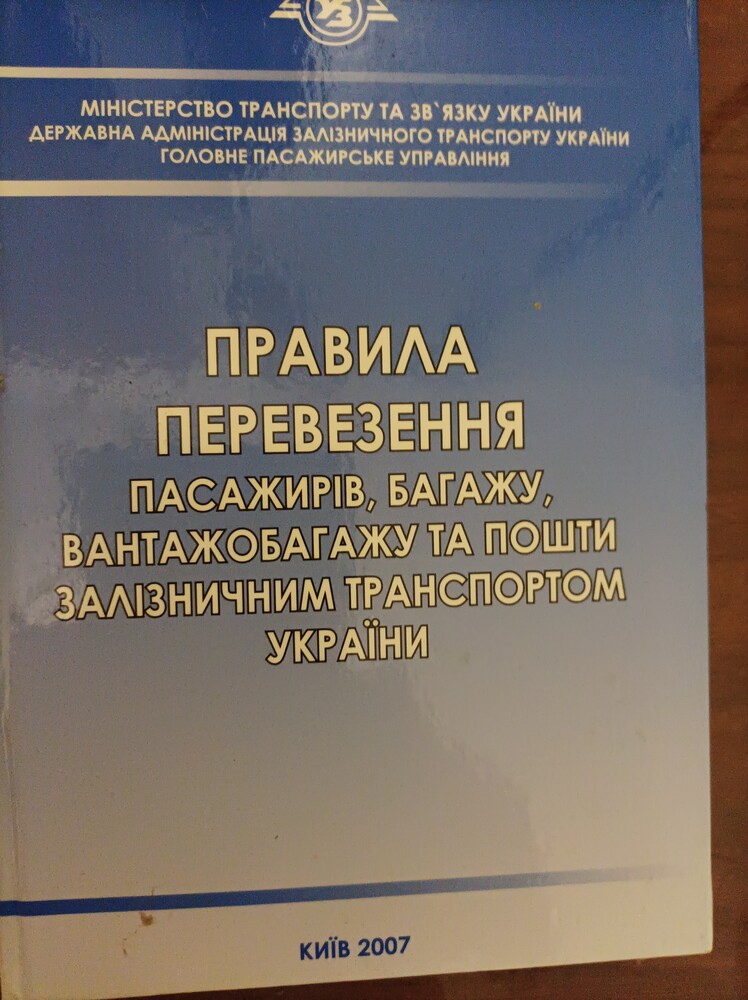 УЗ
МІНІСТЕРСТВО ТРАНСПОРТУ ТА ЗВ`ЯЗКУ УКРАЇНИ
ДЕРЖАВНА АДМІНІСТРАЦІЯ ЗАЛІЗНИЧНОГО ТРАНСПОРТУ УКРАЇНИ
ГОЛОВНЕ ПАСАЖИРСЬКЕ УПРАВЛІННЯ
ПРАВИЛА
ПЕРЕВЕЗЕННЯ
ПАСАЖИРІВ, БАГАЖУ,
ВАНТАЖОБАГАЖУ ТА ПОШТИ
ЗАЛІЗНИЧНИМ ТРАНСПОРТОМ
УКРАЇНИ
КИЇВ 2007